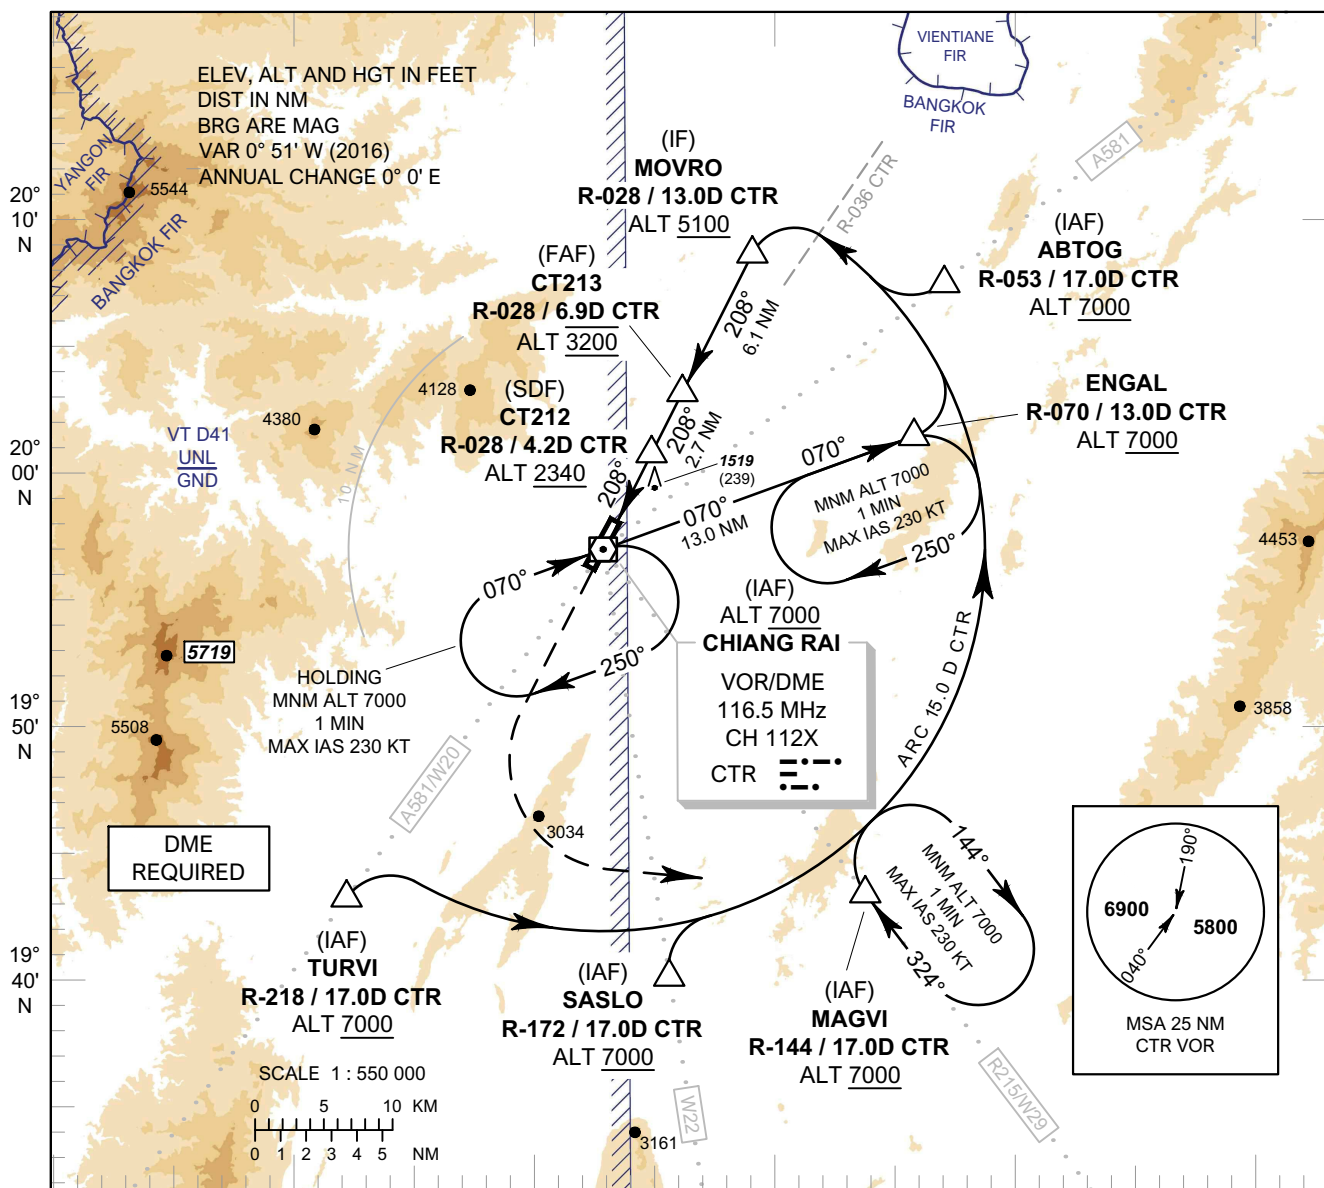 ELEV, ALT AND HGT IN FEET
DIST IN NM
BRG ARE MAG
VAR 0° 51' W (2016)
ANNUAL CHANGE 0° 0' E
YANGON
FIR
BANGKOK FIR
5544
VIENTIANE
FIR
BANGKOK
FIR
A581
R-036 CTR
(IF)
MOVRO
R-028 / 13.0D CTR
ALT 5100
(IAF)
ABTOG
R-053 / 17.0D CTR
ALT 7000
(FAF)
CT213
R-028 / 6.9D CTR
ALT 3200
208°
6.1 NM
ENGAL
R-070 / 13.0D CTR
ALT 7000
(SDF)
CT212
R-028 / 4.2D CTR
ALT 2340
208°
2.7 NM
208°
1519
(239)
4128
4380
VT D41
UNL
GND
10 NM
070°
070°
13.0 NM
MNM ALT 7000
1 MIN
MAX IAS 230 KT
250°
070°
250°
HOLDING
MNM ALT 7000
1 MIN
MAX IAS 230 KT
(IAF)
ALT 7000
CHIANG RAI
VOR/DME
116.5 MHz
CH 112X
CTR
ARC 15.0 D CTR
4453
3858
5719
5508
3034
3161
A581/W20
DME
REQUIRED
(IAF)
TURVI
R-218 / 17.0D CTR
ALT 7000
(IAF)
SASLO
R-172 / 17.0D CTR
ALT 7000
(IAF)
MAGVI
R-144 / 17.0D CTR
ALT 7000
144°
MNM ALT 7000
1 MIN
MAX IAS 230 KT
324°
W22
R215/W29
190°
6900
5800
040°
MSA 25 NM
CTR VOR
SCALE 1 : 550 000
0 5 10 KM
0 1 2 3 4 5 NM
20°
10'
N
20°
00'
N
19°
50'
N
19°
40'
N